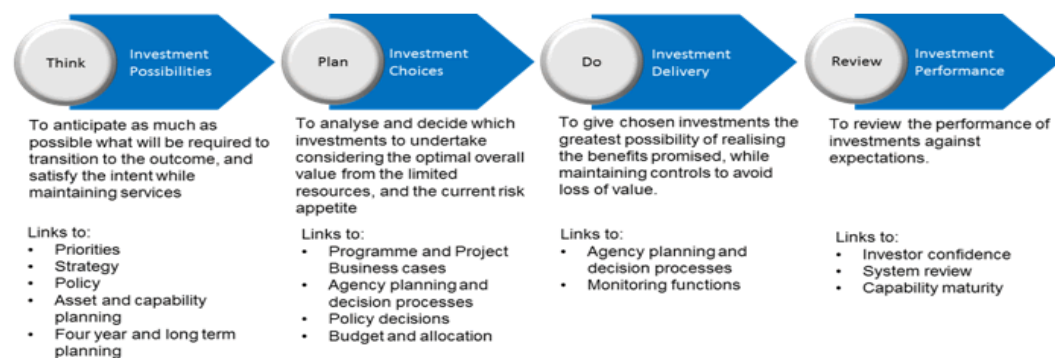 Think
Investment
Possibilities
To anticipate as much as
possible what will be required to
transition to the outcome, and
satisfy the intent while
maintaining services
Links to:
• Priorities
• Strategy
• Policy
• Asset and capability
planning
• Four year and long term
planning
Plan
Investment
Choices
To analyse and decide which
investments to undertake
considering the optimal overall
value from the limited
resources, and the current risk
appetite
Links to:
• Programme and Project
Business cases
• Agency planning and
decision processes
• Policy decisions
• Budget and allocation
Do
Investment
Delivery
To give chosen investments the
greatest possibility of realising
the benefits promised, while
maintaining controls to avoid
loss of value.
Links to:
• Agency planning and
decision processes
• Monitoring functions
Review
Investment
Performance
To review the performance of
investments against
expectations.
Links to:
• Investor confidence
• System review
• Capability maturity